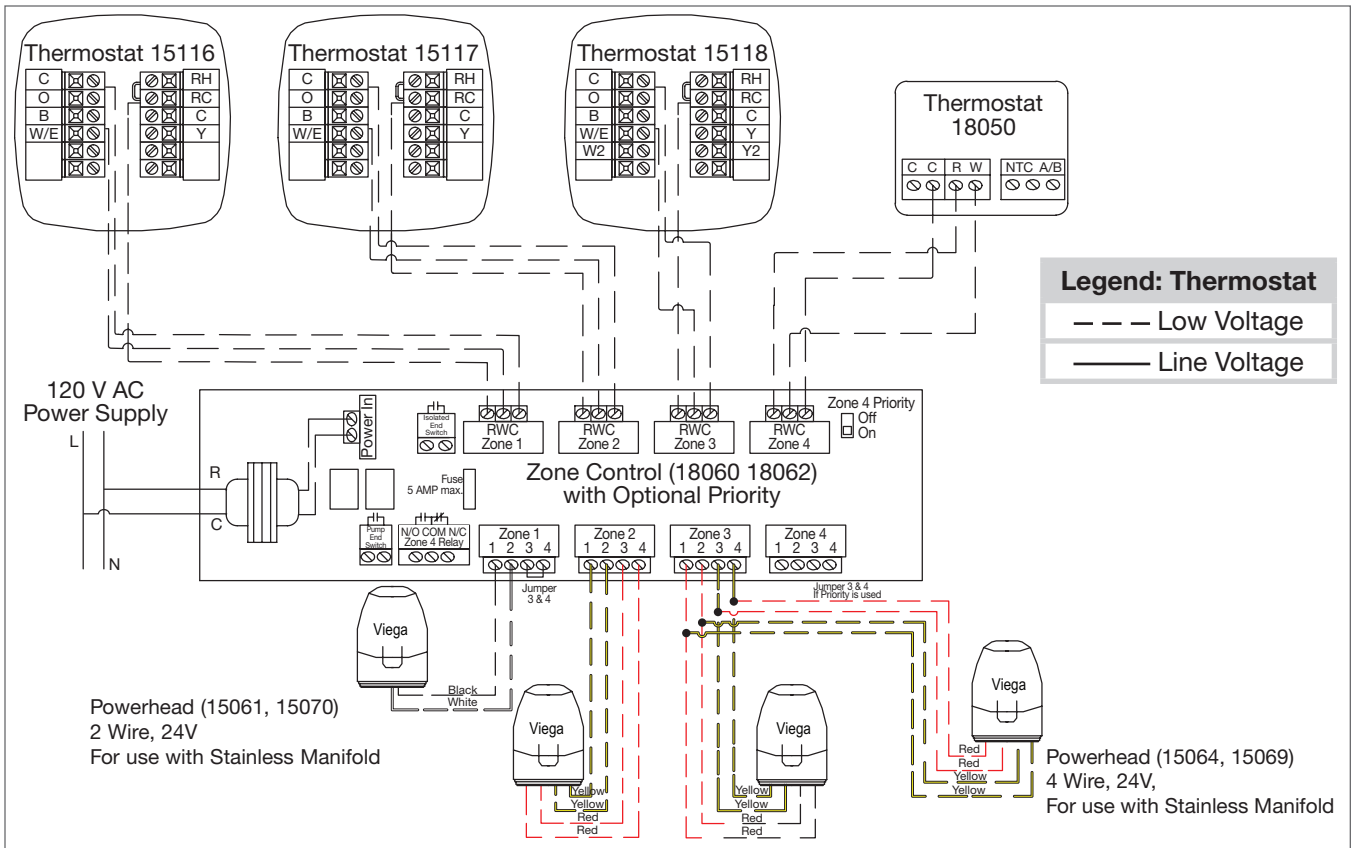 Thermostat 15116
C
O
B
W/E
RH
RC
C
Y
Thermostat 15117
C
O
B
W/E
RH
RC
C
Y
Thermostat 15118
C
O
B
W/E
W2
RH
RC
C
Y
Y2
Thermostat
18050
C C R W
NTC A/B
Legend: Thermostat
Low Voltage
Line Voltage
120 V AC
Power Supply
L
N
R
C
Power In
Isolated
End
Switch
RWC
Zone 1
RWC
Zone 2
RWC
Zone 3
RWC
Zone 4
Zone 4 Priority
Off
On
Fuse
5 AMP max.
Zone Control (18060 18062)
with Optional Priority
Pump
End
Switch
N/O COM N/C
Zone 4 Relay
Zone 1
1 2 3 4
Zone 2
1 2 3 4
Zone 3
1 2 3 4
Zone 4
1 2 3 4
Jumper
3 & 4
Jumper 3 & 4
If Priority is used
Viega
Black
White
Powerhead (15061, 15070)
2 Wire, 24V
For use with Stainless Manifold
Viega
Yellow
Yellow
Red
Red
Viega
Yellow
Yellow
Red
Red
Viega
Red
Red
Yellow
Yellow
Powerhead (15064, 15069)
4 Wire, 24V,
For use with Stainless Manifold